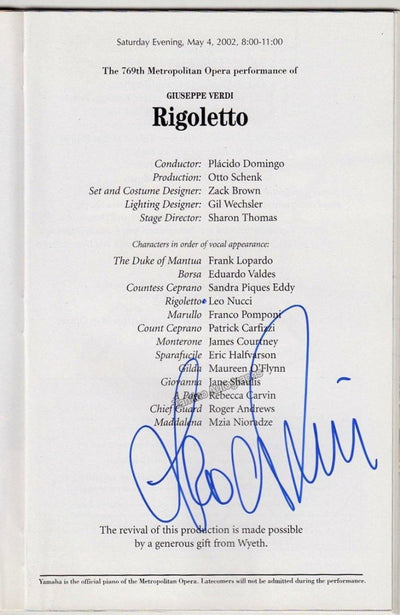 Saturday Evening, May 4, 2002, 8:00-11:00
The 769th Metropolitan Opera performance of
GIUSEPPE VERDI
Rigoletto
Conductor: Plácido Domingo
Production: Otto Schenk
Set and Costume Designer: Zack Brown
Lighting Designer: Gil Wechsler
Stage Director: Sharon Thomas
Characters in order of vocal appearance:
The Duke of Mantua Frank Lopardo
Borsa Eduardo Valdes
Countess Ceprano Sandra Piques Eddy
Rigoletto Leo Nucci
Marullo Franco Pomponi
Count Ceprano Patrick Carfizzi
Monterone James Courtney
Sparafucile Eric Halfvarson
Gilda Maureen O'Flynn
Giovanna Jane Shaulis
A Page Rebecca Carvin
Chief Guard Roger Andrews
Maddalena Mzia Nioradze
Leo Nucci
The revival of this production is made possible
by a generous gift from Wyeth.
Yamaha is the official piano of the Metropolitan Opera. Latecomers will not be admitted during the performance.